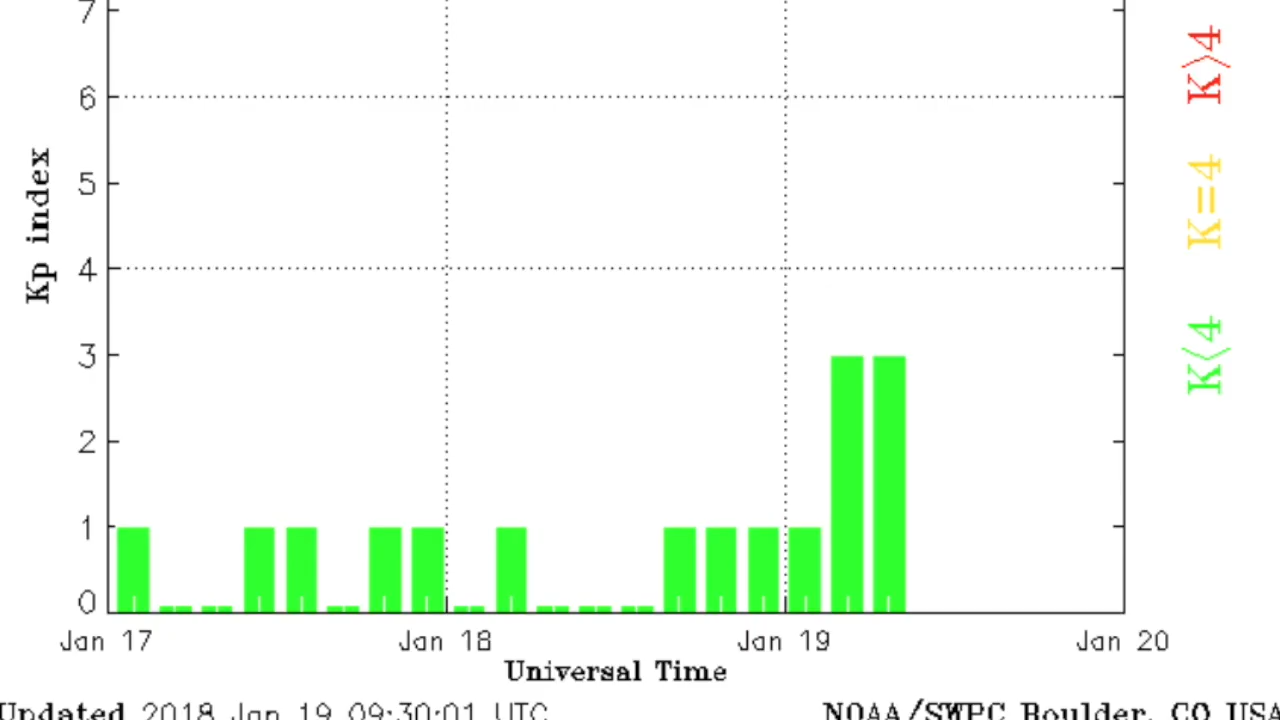 7
6
5
4
3
2
1
0
Kp index
K>4
K=4
K<4
Jan 17 Jan 18 Jan 19 Jan 20
Universal Time
Updated 2018 Jan 19 09:30:01 UTC NOAA/SWPC Boulder, CO USA